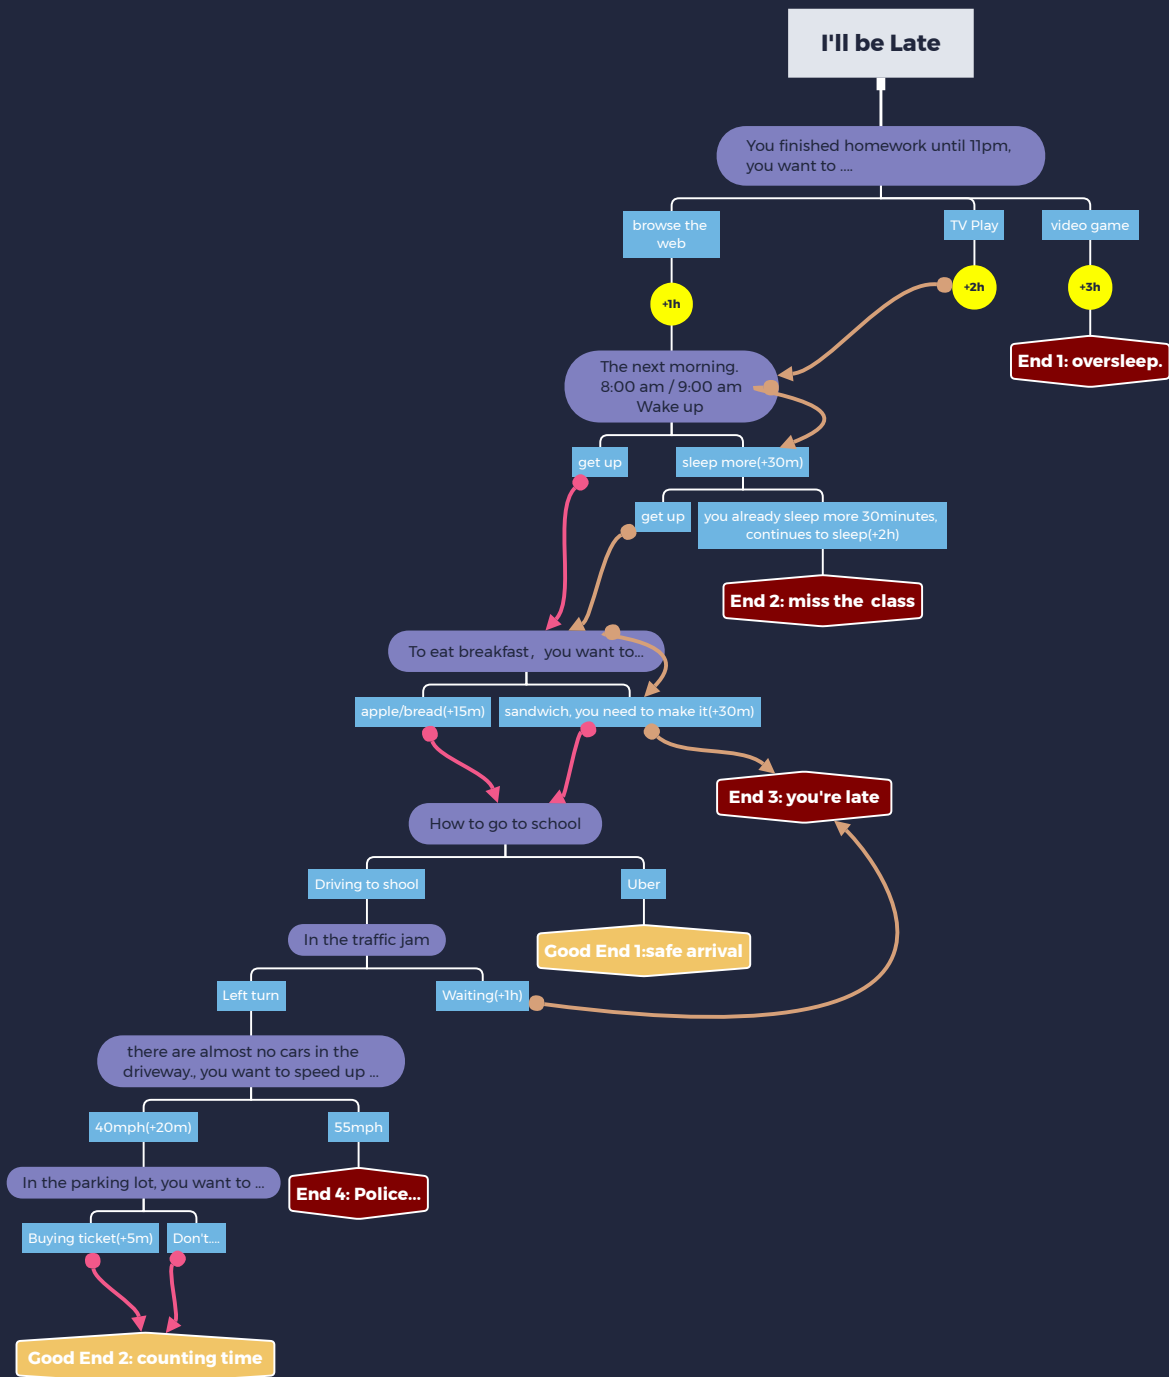 I'll be Late
You finished homework until 11pm,
you want to ....
browse the
web
TV Play
video game
+1h
+2h
+3h
End 1: oversleep.
The next morning.
8:00 am / 9:00 am
Wake up
get up
sleep more(+30m)
get up
you already sleep more 30minutes,
continues to sleep(+2h)
End 2: miss the class
To eat breakfast，you want to...
apple/bread(+15m)
sandwich, you need to make it(+30m)
End 3: you're late
How to go to school
Driving to shool
Uber
In the traffic jam
Good End 1:safe arrival
Left turn
Waiting(+1h)
there are almost no cars in the
driveway., you want to speed up ...
40mph(+20m)
55mph
In the parking lot, you want to ...
End 4: Police...
Buying ticket(+5m)
Don't....
Good End 2: counting time